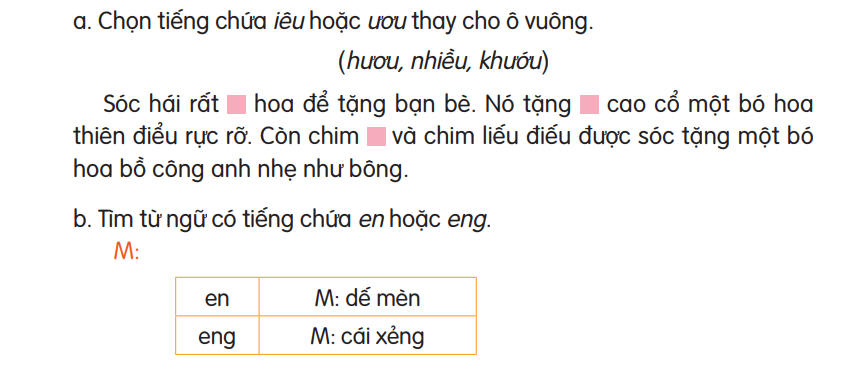 a. Chọn tiếng chứa iêu hoặc ươu thay cho ô vuông.
(hươu, nhiều, khướu)
Sóc hái rất hoa để tặng bạn bè. Nó tặng cao cổ một bó hoa
thiên điểu rực rỡ. Còn chim và chim liếu điếu được sóc tặng một bó
hoa bồ công anh nhẹ như bông.
b. Tìm từ ngữ có tiếng chứa en hoặc eng.
M:
en M: dế mèn
eng M: cái xẻng